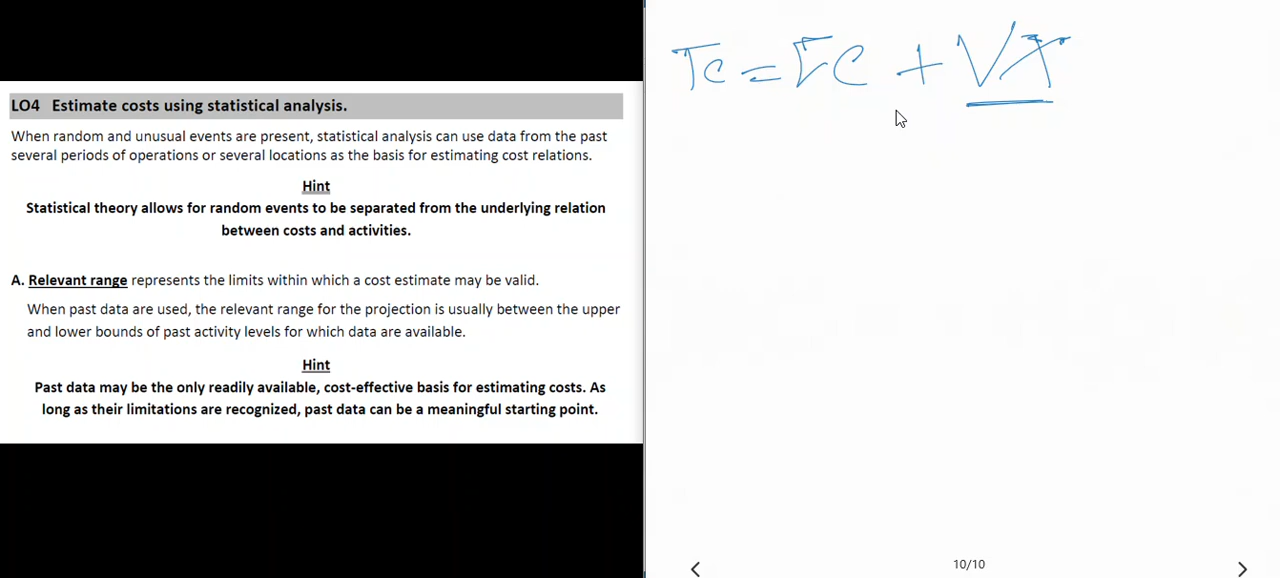 LO4 Estimate costs using statistical analysis.
When random and unusual events are present, statistical analysis can use data from the past
several periods of operations or several locations as the basis for estimating cost relations.
Hint
Statistical theory allows for random events to be separated from the underlying relation
between costs and activities.
A. Relevant range represents the limits within which a cost estimate may be valid.
When past data are used, the relevant range for the projection is usually between the upper
and lower bounds of past activity levels for which data are available.
Hint
Past data may be the only readily available, cost-effective basis for estimating costs. As
long as their limitations are recognized, past data can be a meaningful starting point.
TC = FC + VX
10/10